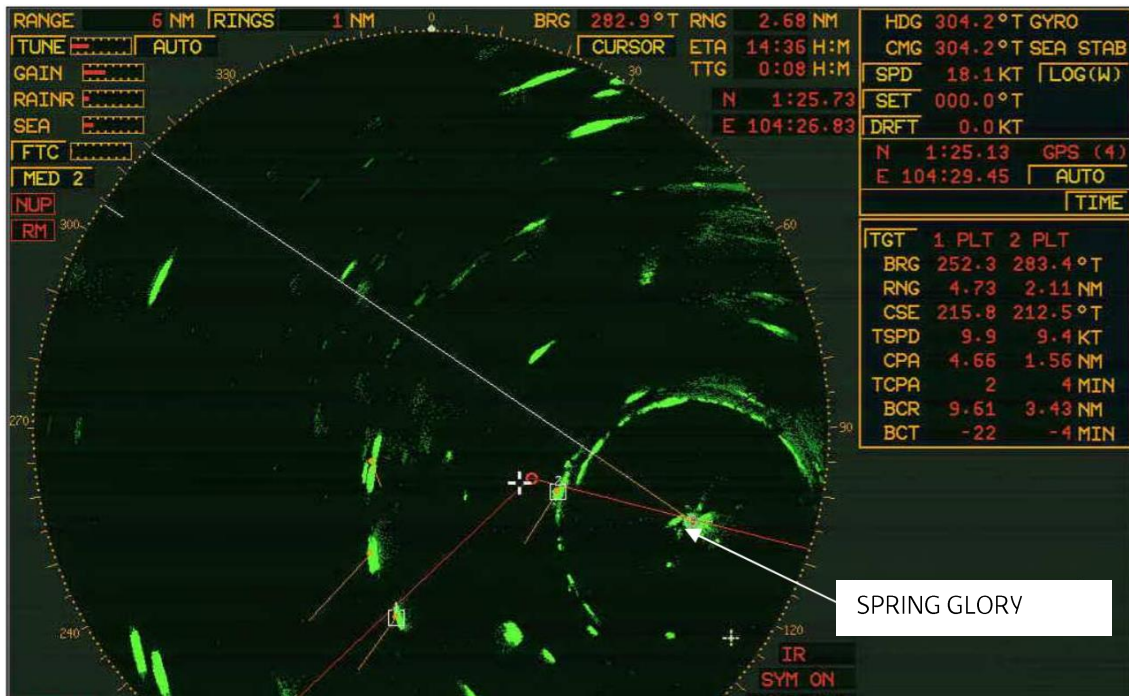 RANGE 6 NM RINGS 1 NM
TUNE AUTO
GAIN
RAINR
SEA
FTC
MED 2
NUP
RM
BRG 282.9°T RNG 2.68 NM
CURSOR ETA 14:36 H:M
TTG 0:08 H:M
N 1:25.73
E 104:26.83
HDG 304.2°T GYRO
CMG 304.2°T SEA STAB
SPD 18.1 KT LOG(W)
SET 000.0°T
DRFT 0.0 KT
N 1:25.13 GPS (4)
E 104:29.45 AUTO
TIME
TGT 1 PLT 2 PLT
BRG 252.3 283.4 °T
RNG 4.73 2.11 NM
CSE 215.8 212.5 °T
TSPD 9.9 9.4 KT
CPA 4.66 1.56 NM
TCPA 2 4 MIN
BCR 9.61 3.43 NM
BCT -22 -4 MIN
0
330
30
300
60
270
90
2
240
120
SPRING GLORY
IR
SYM ON